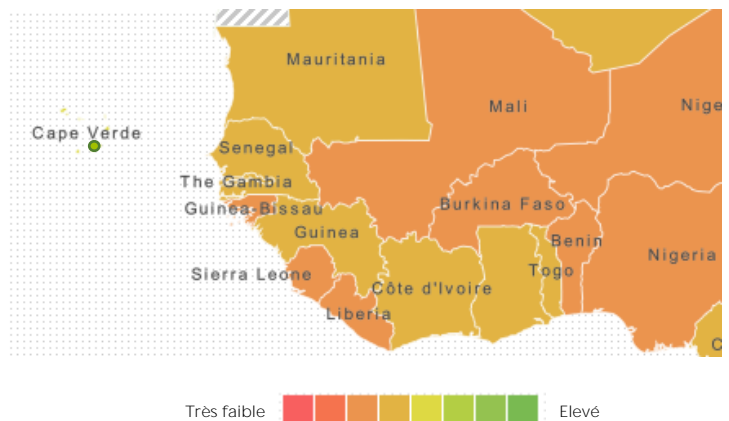 Mauritania
Mali
Nige
Cape Verde
Senegal
The Gambia
Burkina Faso
Guinea-Bissau
Guinea
Benin
Nigeria
Togo
Sierra Leone
Côte d'Ivoire
Liberia
C
Très faible
Elevé